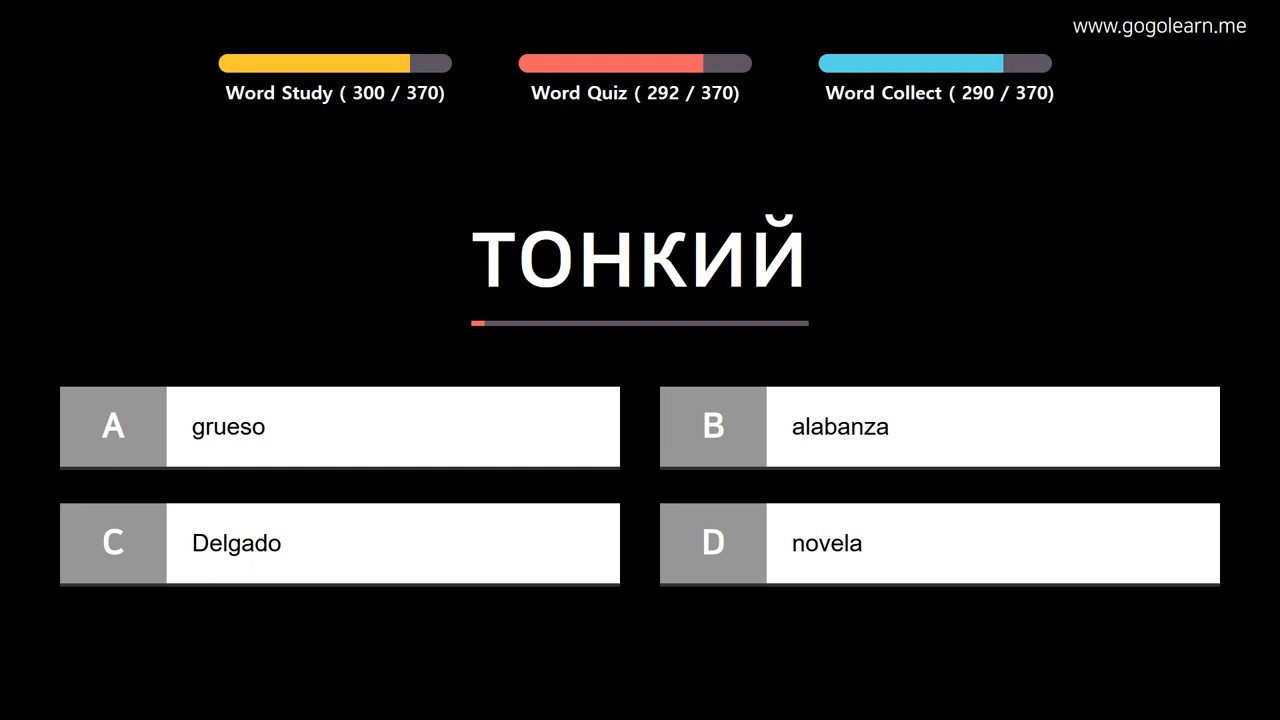 www.gogolearn.me
Word Study ( 300 / 370)
Word Quiz ( 292 / 370)
Word Collect ( 290 / 370)
тонкий
A
grueso
B
alabanza
C
Delgado
D
novela